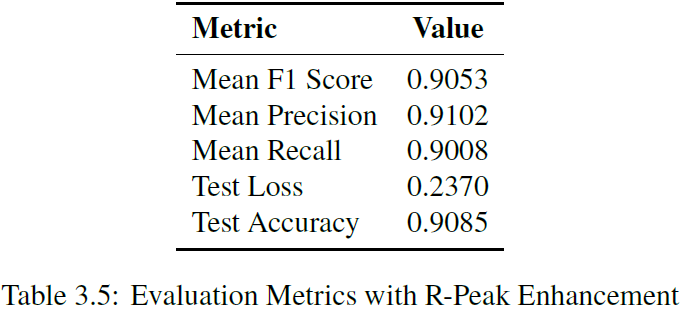 Metric Value
Mean F1 Score 0.9053
Mean Precision 0.9102
Mean Recall 0.9008
Test Loss 0.2370
Test Accuracy 0.9085
Table 3.5: Evaluation Metrics with R-Peak Enhancement